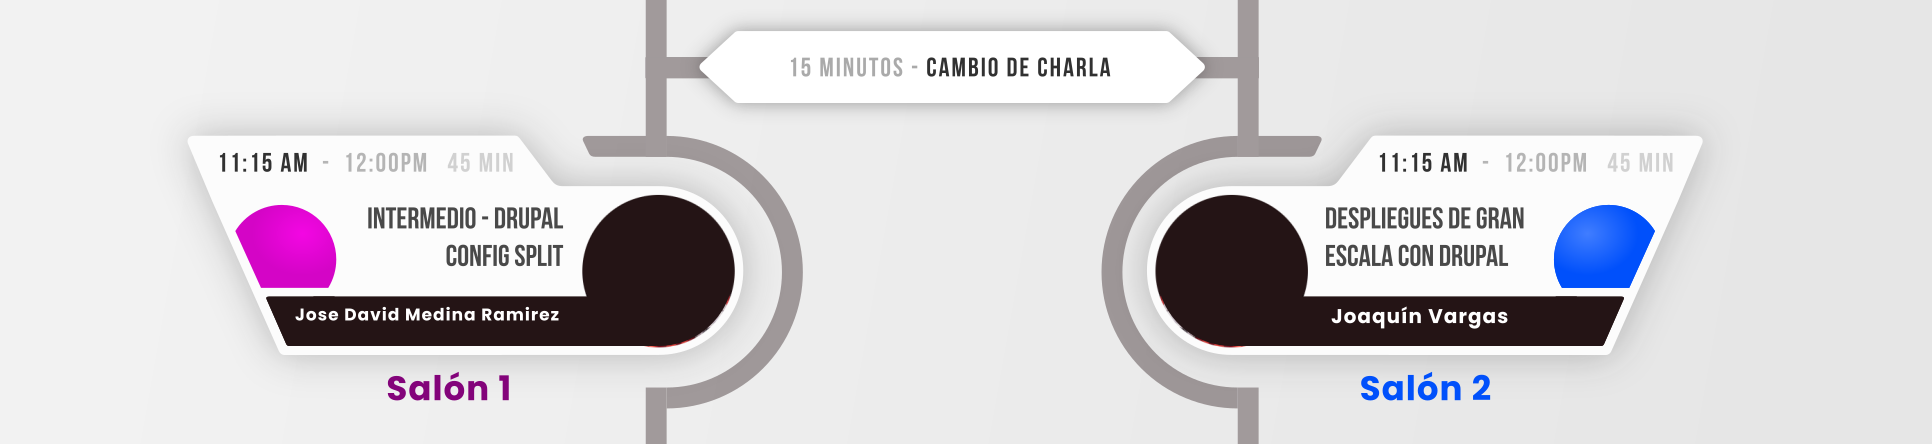 15 MINUTOS - CAMBIO DE CHARLA
11:15 AM - 12:00PM 45 MIN
INTERMEDIO - DRUPAL
CONFIG SPLIT
Jose David Medina Ramirez
Salón 1
11:15 AM - 12:00PM 45 MIN
DESPLIEGUES DE GRAN
ESCALA CON DRUPAL
Joaquín Vargas
Salón 2